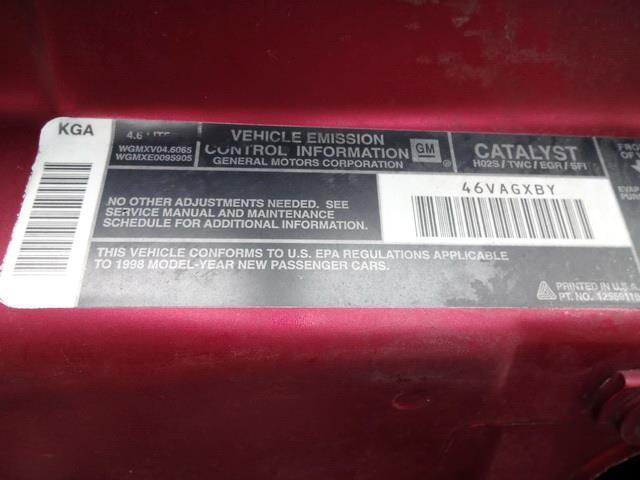 KGA
4.6
WGMXV04.6065
WGMXE0095905
VEHICLE EMISSION
CONTROL INFORMATION
GENERAL MOTORS CORPORATION
GM
®
CATALYST
HO2S / TWC / EGR / SFI
NO OTHER ADJUSTMENTS NEEDED. SEE
SERVICE MANUAL AND MAINTENANCE
SCHEDULE FOR ADDITIONAL INFORMATION.
46VAGXBY
THIS VEHICLE CONFORMS TO U.S. EPA REGULATIONS APPLICABLE
TO 1998 MODEL-YEAR NEW PASSENGER CARS.
PRINTED IN U.S.A.
PT. NO.